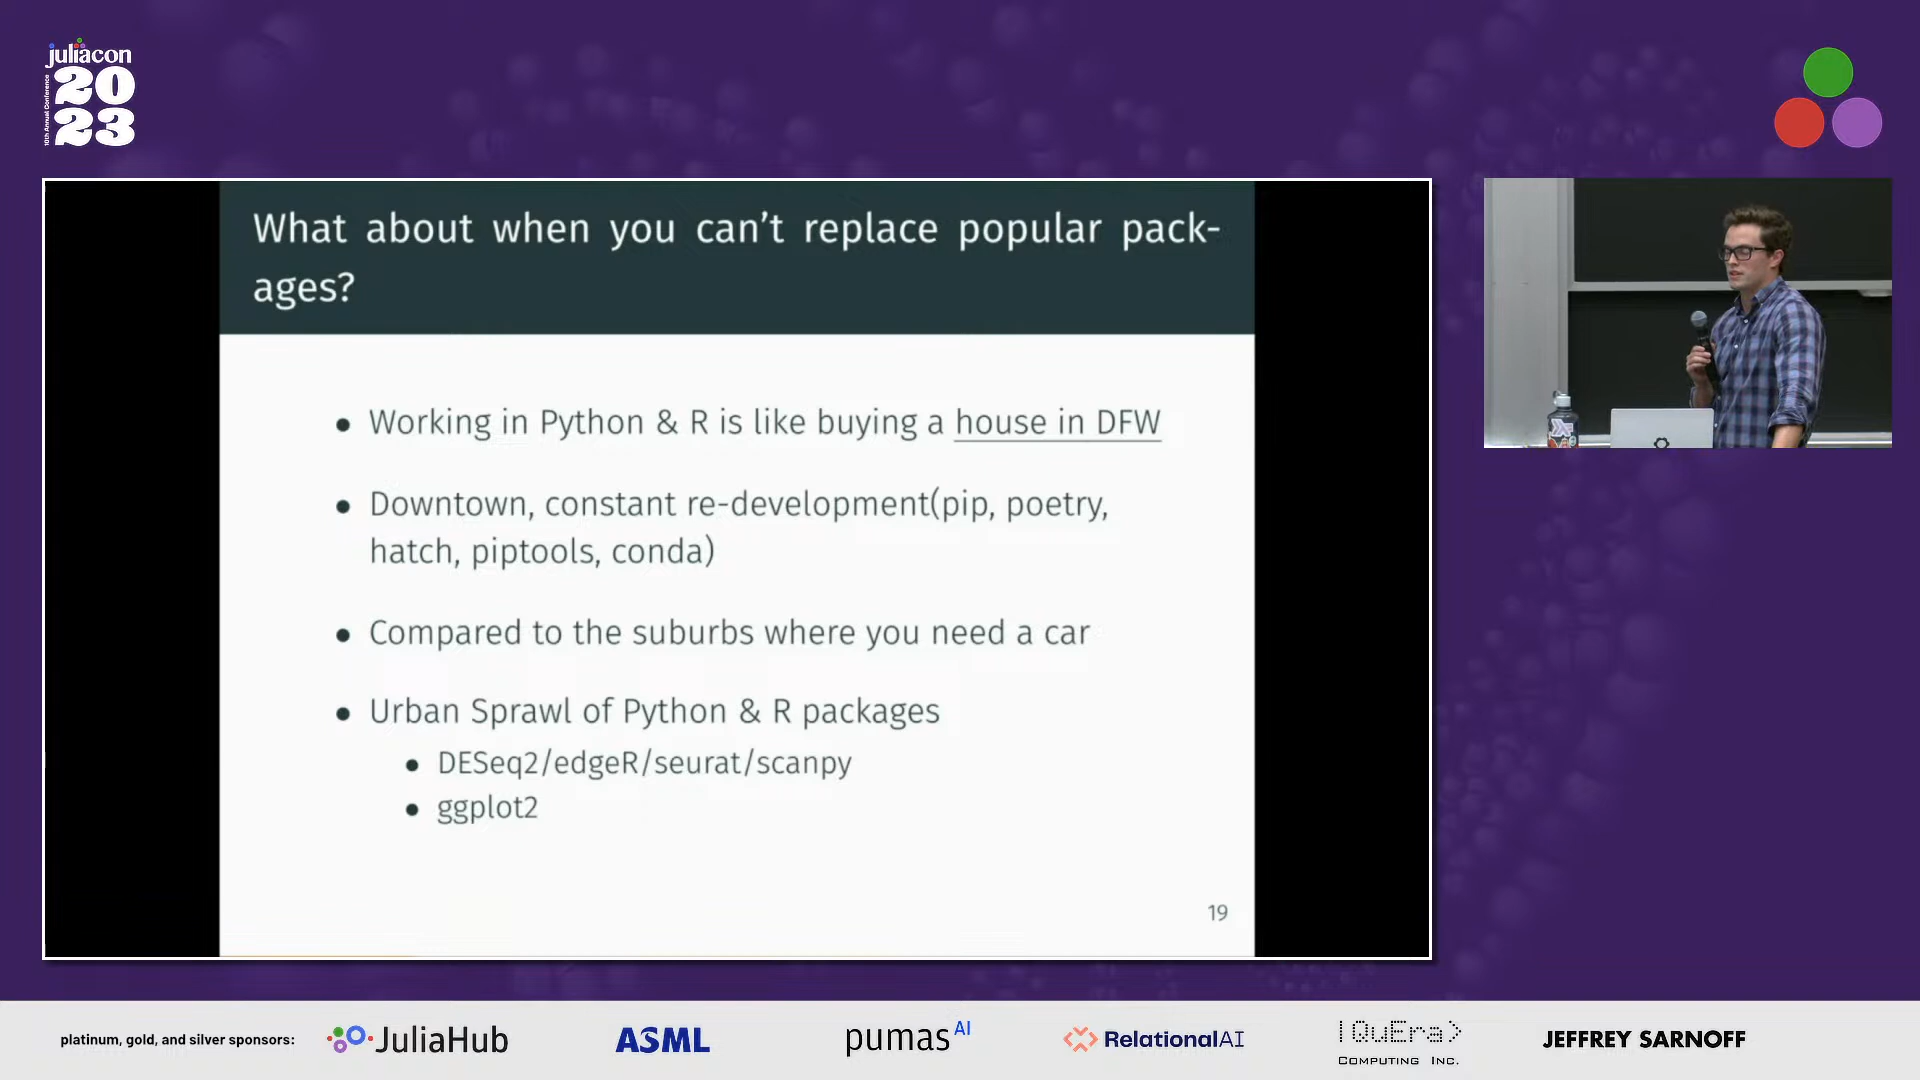 juliacon
10th Annual Conference
20
23
What about when you can't replace popular pack-
ages?
● Working in Python & R is like buying a house in DFW
● Downtown, constant re-development(pip, poetry,
hatch, piptools, conda)
● Compared to the suburbs where you need a car
● Urban Sprawl of Python & R packages
● DESeq2/edgeR/seurat/scanpy
● ggplot2
19
platinum, gold, and silver sponsors:
JuliaHub
ASML
pumasAI
RelationalAI
|QuEra>
COMPUTING INC.
JEFFREY SARNOFF